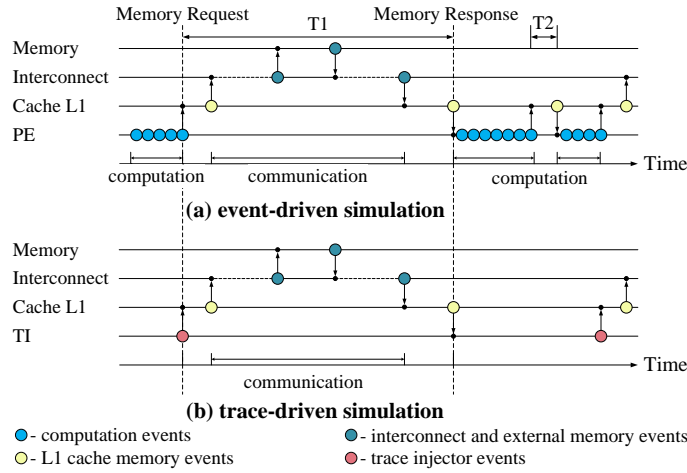 Memory Request
T1
Memory Response
T2
Memory
Interconnect
Cache L1
PE
Time
computation
communication
computation
(a) event-driven simulation
Memory
Interconnect
Cache L1
TI
Time
communication
(b) trace-driven simulation
- computation events
- interconnect and external memory events
- L1 cache memory events
- trace injector events